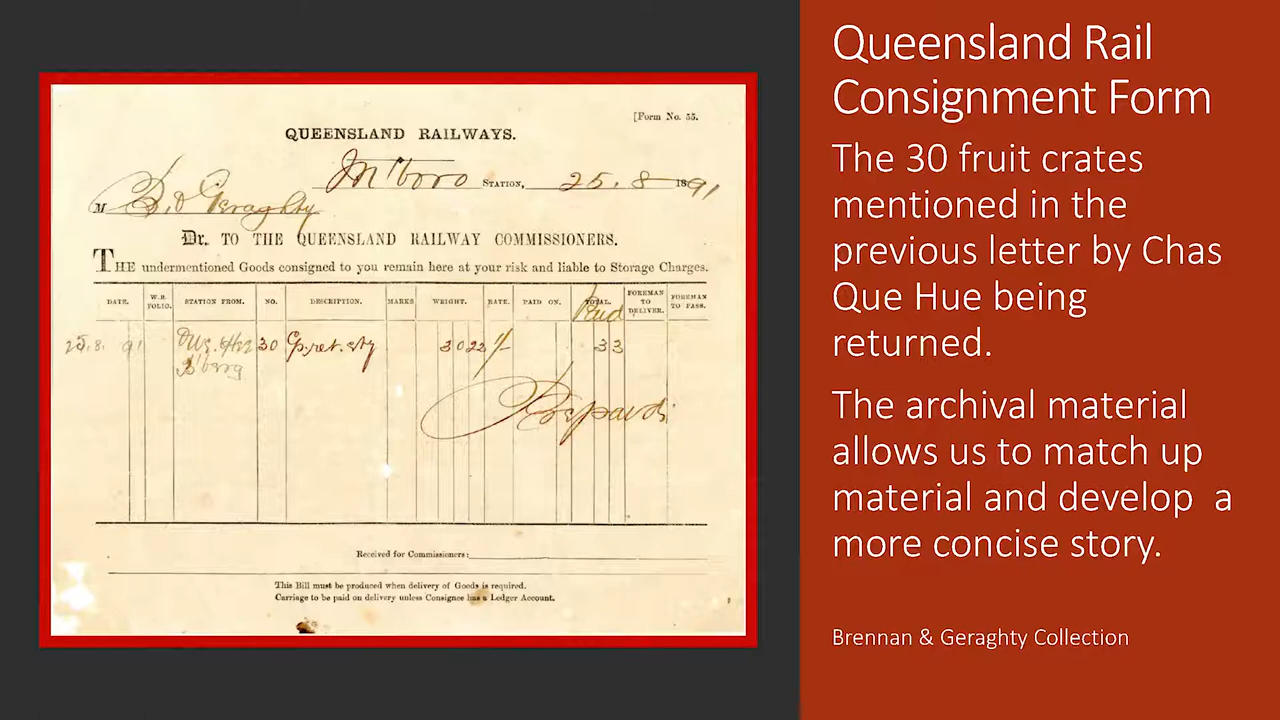 [Form No. 55.
QUEENSLAND RAILWAYS.
M'boro STATION, 25.8 1891
M B. & Geraghty
Dr. TO THE QUEENSLAND RAILWAY COMMISSIONERS.
THE undermentioned Goods consigned to you remain here at your risk and liable to Storage Charges.
DATE. W.B. FOLIO. STATION FROM. NO. DESCRIPTION. MARKS WEIGHT. RATE. PAID ON. TOTAL. FOREMAN TO DELIVER. FOREMAN TO PASS.
Paid
25.8. 91 30 3022 1/- 33
B'berg
Prepaid
Received for Commissioners:
This Bill must be produced when delivery of Goods is required.
Carriage to be paid on delivery unless Consignee has a Ledger Account.
Queensland Rail
Consignment Form
The 30 fruit crates
mentioned in the
previous letter by Chas
Que Hue being
returned.
The archival material
allows us to match up
material and develop a
more concise story.
Brennan & Geraghty Collection